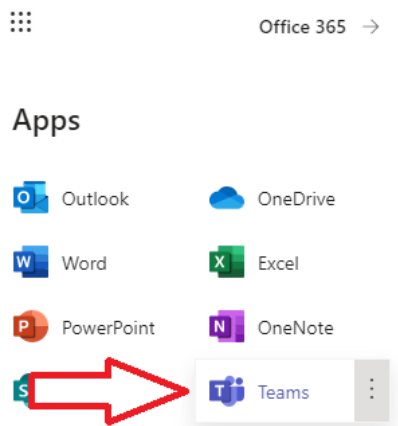 Office 365
Apps
Outlook
OneDrive
Word
Excel
PowerPoint
OneNote
Teams